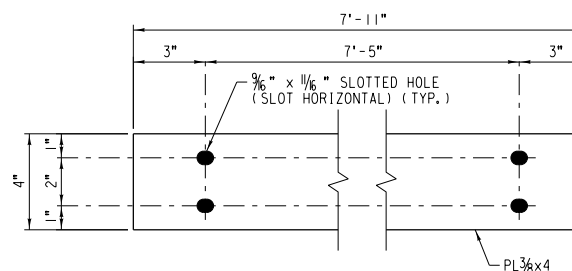 7'-11"
3" 7'-5" 3"
9/16" x 11/16" SLOTTED HOLE
(SLOT HORIZONTAL) (TYP.)
4"
1"
2"
1"
PL3/8x4